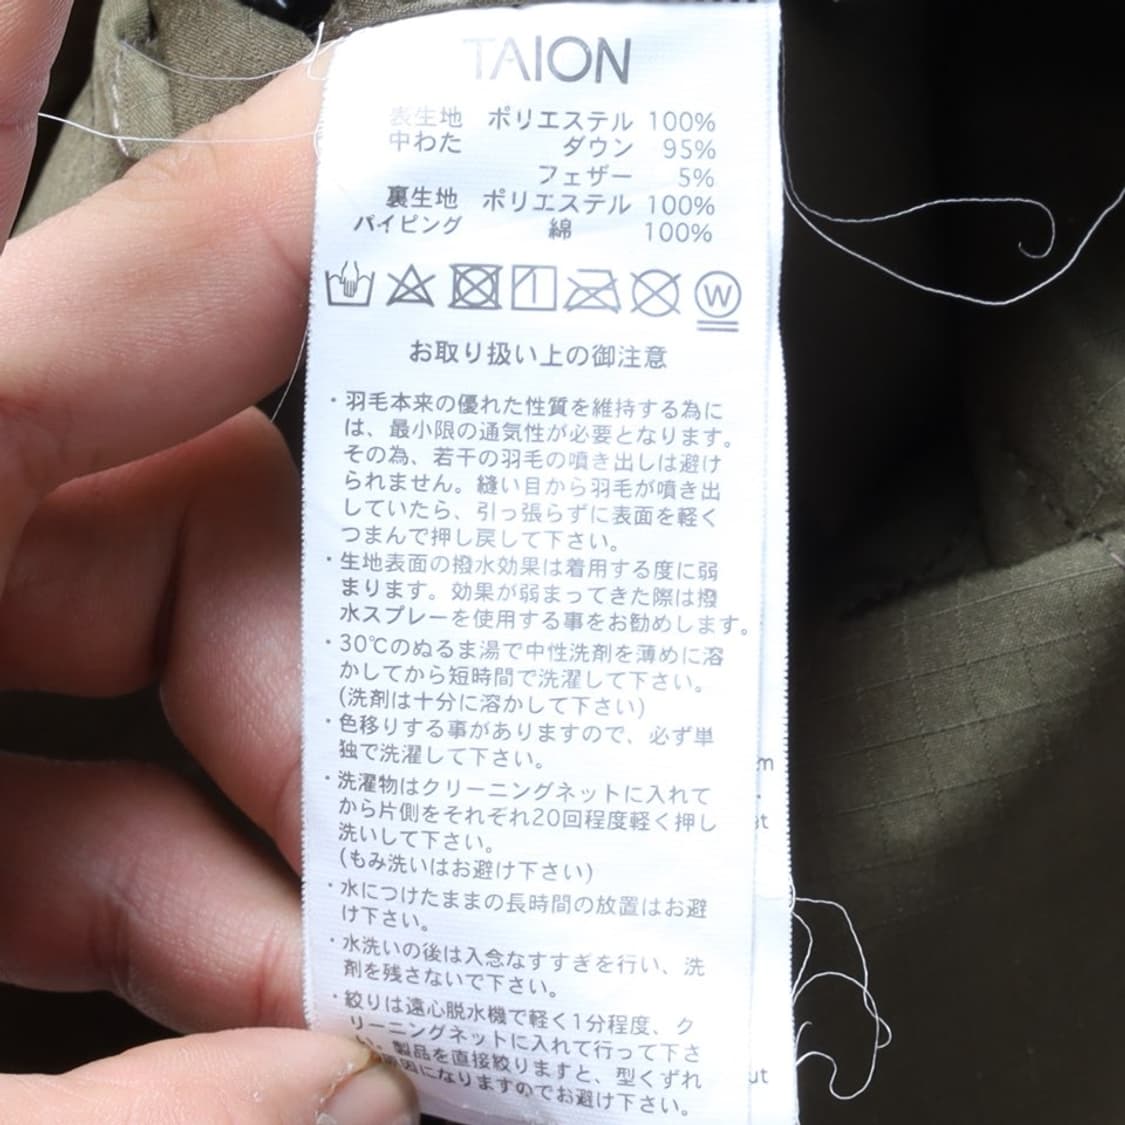 TAION
表生地 ポリエステル 100%
中わた ダウン 95%
フェザー 5%
裏生地 ポリエステル 100%
パイピング 綿 100%
W
お取り扱い上の御注意
・羽毛本来の優れた性質を維持する為に
は、最小限の通気性が必要となります。
その為、若干の羽毛の噴き出しは避け
られません。縫い目から羽毛が噴き出
していたら、引っ張らずに表面を軽く
つまんで押し戻して下さい。
・生地表面の撥水効果は着用する度に弱
まります。効果が弱まってきた際は撥
水スプレーを使用する事をお勧めします。
・30℃のぬるま湯で中性洗剤を薄めに溶
かしてから短時間で洗濯して下さい。
(洗剤は十分に溶かして下さい)
・色移りする事がありますので、必ず単
独で洗濯して下さい。
・洗濯物はクリーニングネットに入れて
から片側をそれぞれ20回程度軽く押し
洗いして下さい。
(もみ洗いはお避け下さい)
・水につけたままの長時間の放置はお避
け下さい。
・水洗いの後は入念なすすぎを行い、洗
剤を残さないで下さい。
・絞りは遠心脱水機で軽く1分程度、ク
リーニングネットに入れて行って下さ
い。製品を直接絞りますと、型くずれ
原因になりますのでお避け下さい。